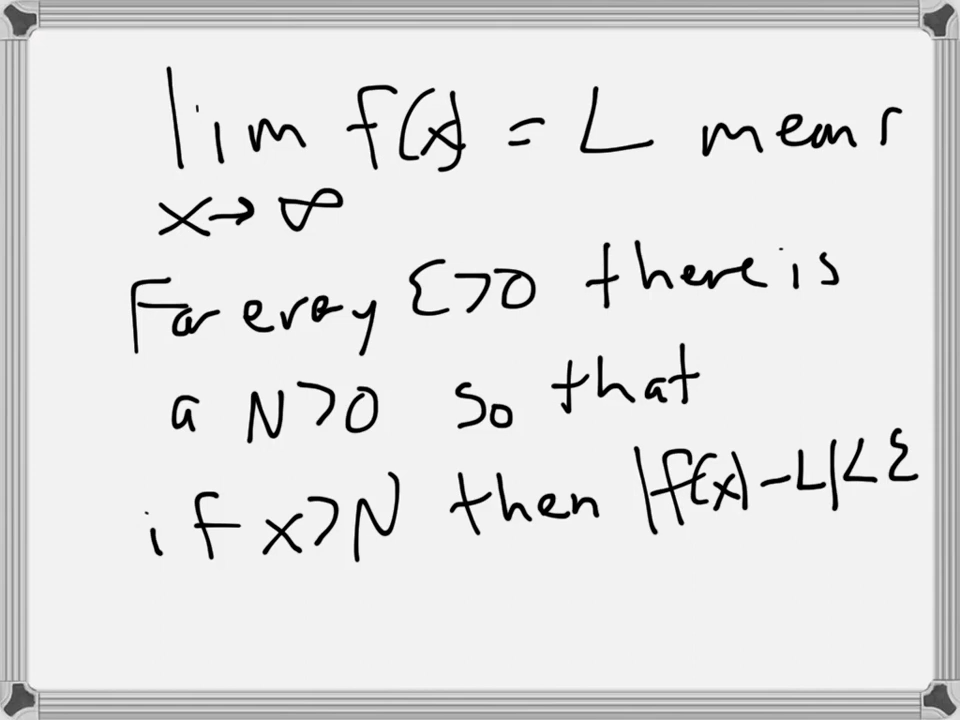 lim f(x) = L means
x→∞
For every ε>0 there is
a N>0 so that
if x>N then |f(x)-L|<ε